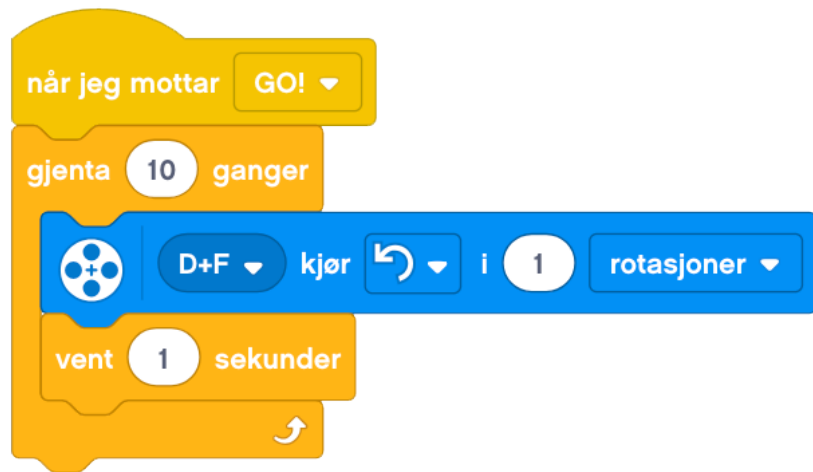 når jeg mottar GO!
gjenta 10 ganger
D+F kjør i 1 rotasjoner
vent 1 sekunder